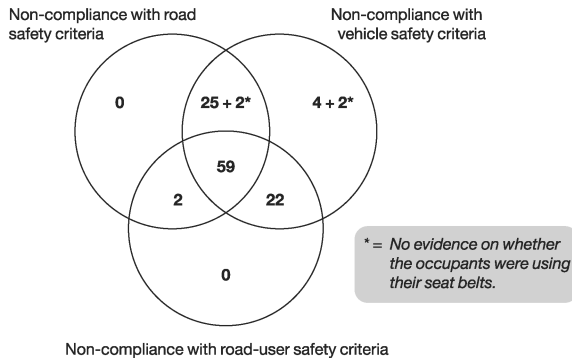 Non-compliance with road
safety criteria
Non-compliance with
vehicle safety criteria
0
25 + 2*
4 + 2*
59
2
22
0
* = No evidence on whether
the occupants were using
their seat belts.
Non-compliance with road-user safety criteria